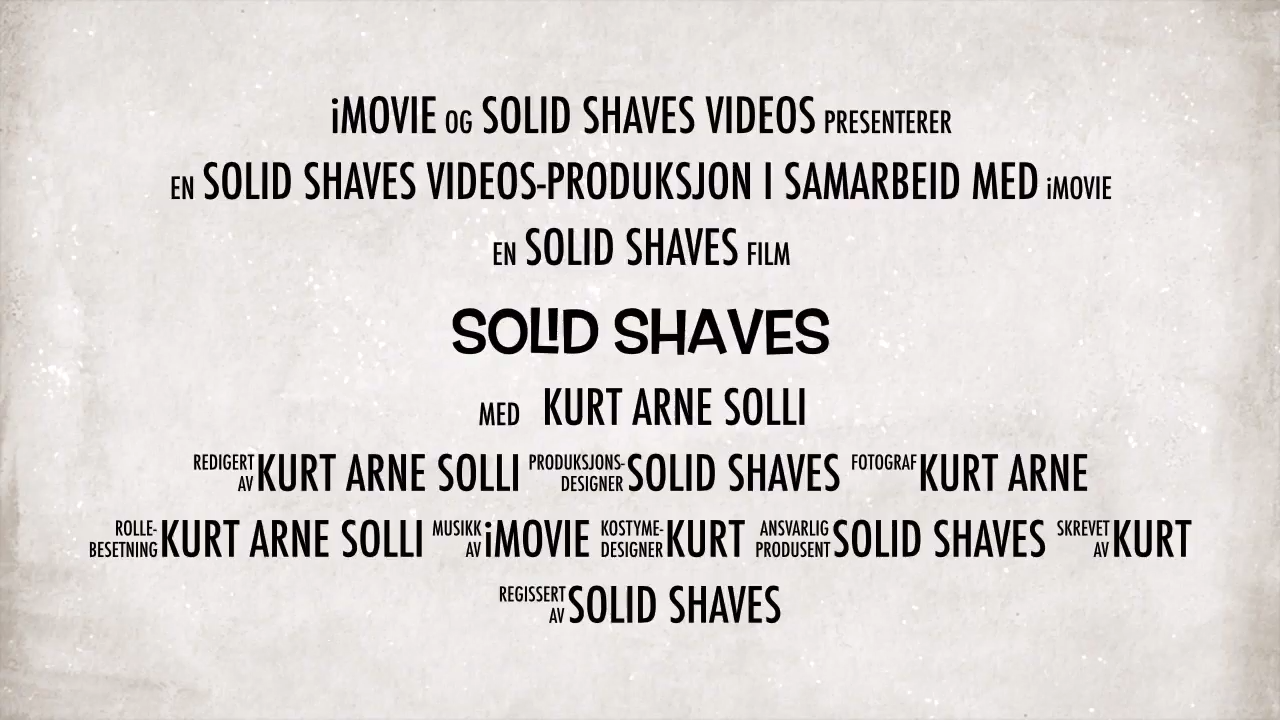 iMOVIE OG SOLID SHAVES VIDEOS PRESENTERER
EN SOLID SHAVES VIDEOS-PRODUKSJON I SAMARBEID MED iMOVIE
EN SOLID SHAVES FILM
SOLID SHAVES
MED KURT ARNE SOLLI
REDIGERT AV KURT ARNE SOLLI PRODUKSJONS-DESIGNER SOLID SHAVES FOTOGRAF KURT ARNE
ROLLE-BESETNING KURT ARNE SOLLI MUSIKK AV iMOVIE KOSTYME-DESIGNER KURT ANSVARLIG PRODUSENT SOLID SHAVES SKREVET AV KURT
REGISSERT AV SOLID SHAVES